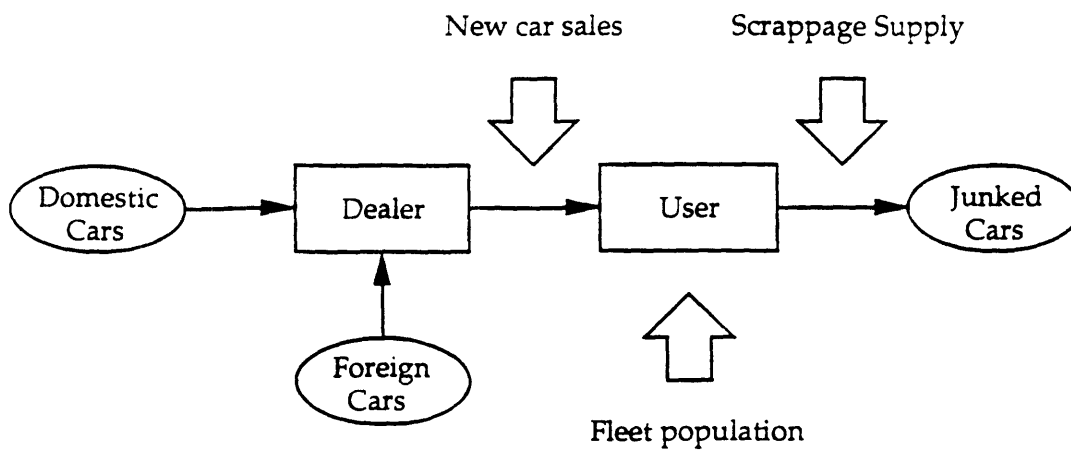 New car sales
Scrappage Supply
Domestic
Cars
Dealer
User
Junked
Cars
Foreign
Cars
Fleet population